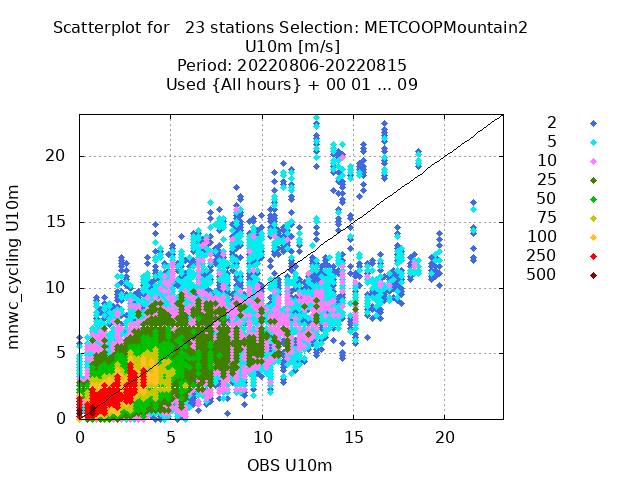 Scatterplot for   23 stations Selection: METCOOPMountain2
U10m [m/s]
Period: 20220806-20220815
Used {All hours} + 00 01 ... 09
2
5
10
25
50
75
100
250
500
mnwc_cycling U10m
20
15
10
5
0
0 5 10 15 20
OBS U10m